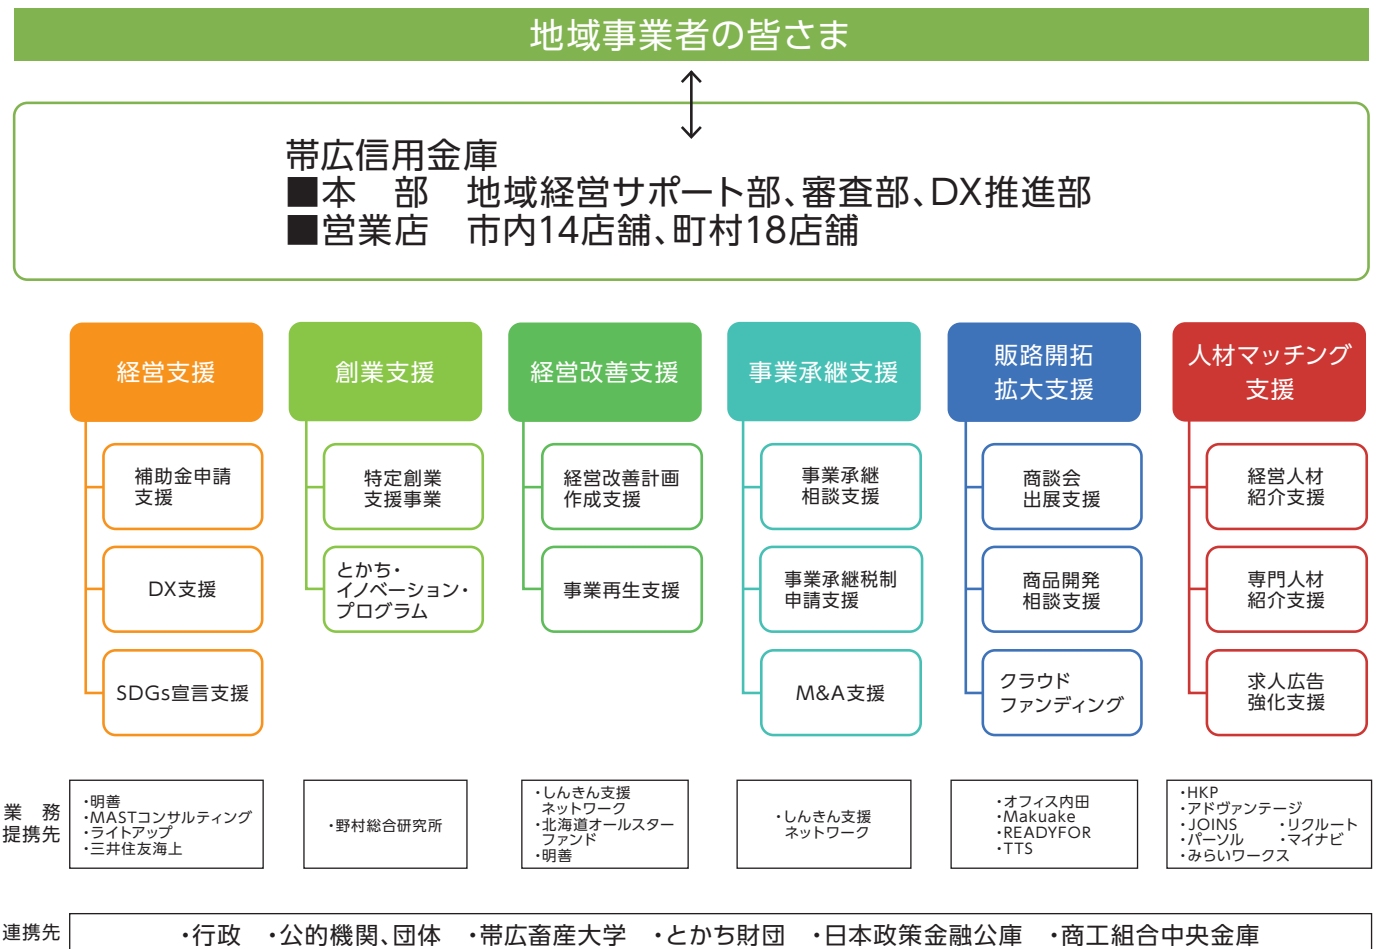 地域事業者の皆さま
帯広信用金庫
■本　部　地域経営サポート部、審査部、DX推進部
■営業店　市内14店舗、町村18店舗
経営支援
補助金申請
支援
DX支援
SDGs宣言支援
創業支援
特定創業
支援事業
とかち・
イノベーション・
プログラム
経営改善支援
経営改善計画
作成支援
事業再生支援
事業承継支援
事業承継
相談支援
事業承継税制
申請支援
M&A支援
販路開拓
拡大支援
商談会
出展支援
商品開発
相談支援
クラウド
ファンディング
人材マッチング
支援
経営人材
紹介支援
専門人材
紹介支援
求人広告
強化支援
業　務
提携先
・明善
・MASTコンサルティング
・ライトアップ
・三井住友海上
・野村総合研究所
・しんきん支援
ネットワーク
・北海道オールスター
ファンド
・明善
・しんきん支援
ネットワーク
・オフィス内田
・Makuake
・READYFOR
・TTS
・HKP
・アドヴァンテージ
・JOINS　・リクルート
・パーソル　・マイナビ
・みらいワークス
連携先
・行政　・公的機関、団体　・帯広畜産大学　・とかち財団　・日本政策金融公庫　・商工組合中央金庫